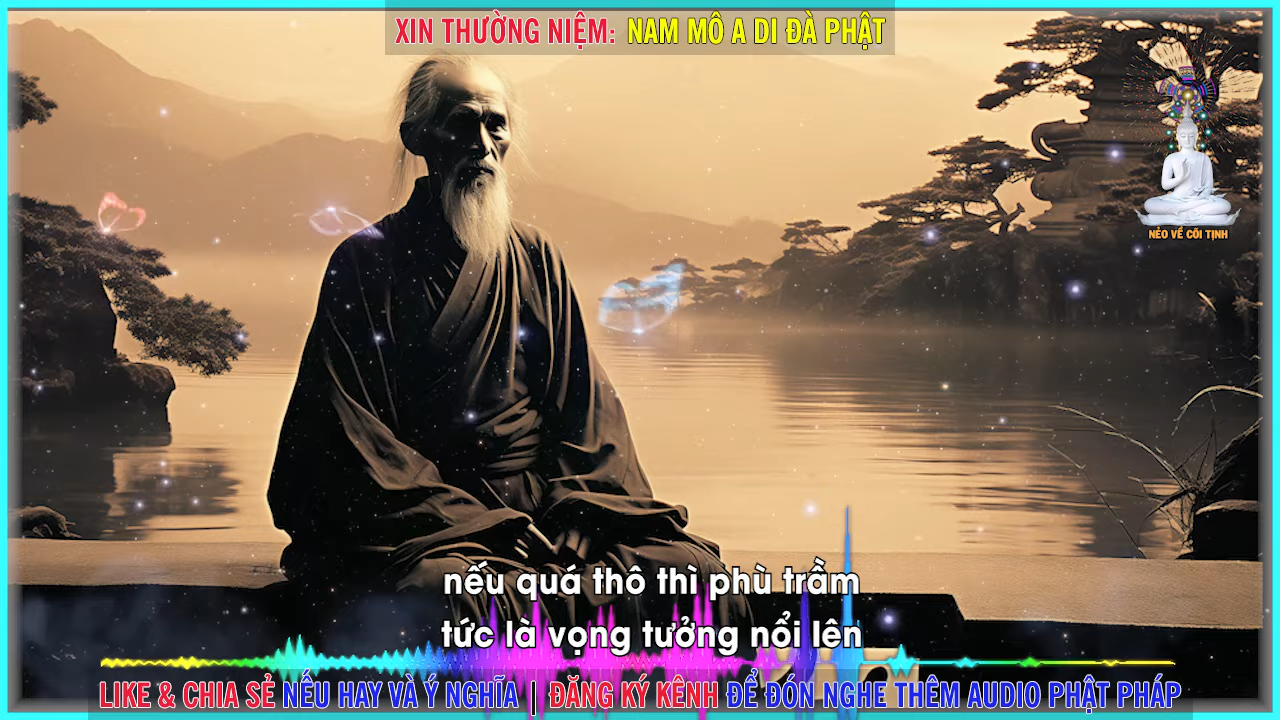 XIN THƯỜNG NIỆM: NAM MÔ A DI ĐÀ PHẬT
NẺO VỀ CÕI TỊNH
nếu quá thô thì phù trầm
tức là vọng tưởng nổi lên
LIKE & CHIA SẺ NẾU HAY VÀ Ý NGHĨA | ĐĂNG KÝ KÊNH ĐỂ ĐÓN NGHE THÊM AUDIO PHẬT PHÁP